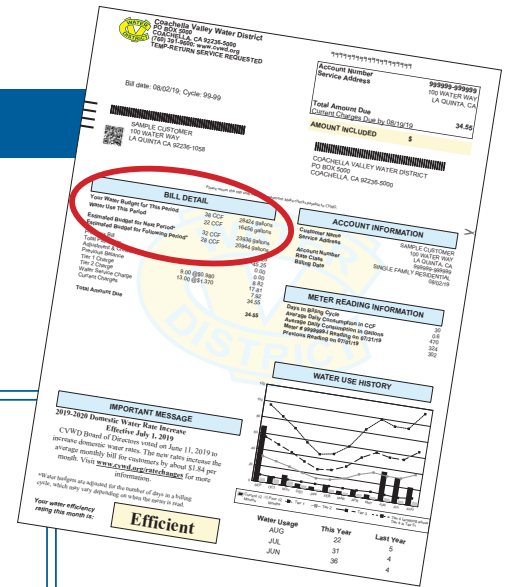 Coachella Valley Water District
PO BOX 5000
COACHELLA, CA 92236-5000
(760) 391-9600; www.cvwd.org
TEMP-RETURN SERVICE REQUESTED
Bill date: 08/02/19, Cycle: 99-99
SAMPLE CUSTOMER
100 WATER WAY
LA QUINTA CA 92236-1058
Account Number 999999-999999
Service Address 100 WATER WAY
LA QUINTA, CA
Total Amount Due 34.55
Current Charges Due by 08/19/19
AMOUNT INCLUDED $
COACHELLA VALLEY WATER DISTRICT
PO BOX 5000
COACHELLA, CA 92236-5000
BILL DETAIL
Your Water Budget for This Period 38 CCF 28424 gallons
Water Use This Period 22 CCF 16456 gallons
Estimated Budget for Next Period* 32 CCF 23936 gallons
Estimated Budget for Following Period* 28 CCF 20944 gallons
Previous Balance 0.00
Tier 1 Charge 9.00 @$0.980 8.82
Tier 2 Charge 13.00 @$1.370 17.81
Water Service Charge 7.92
Current Charges 34.55
Total Amount Due 34.55
ACCOUNT INFORMATION
Customer Name SAMPLE CUSTOMER
Service Address 100 WATER WAY
LA QUINTA, CA
Account Number 999999-999999
Rate Class SINGLE FAMILY RESIDENTIAL
Billing Date 08/02/19
METER READING INFORMATION
Days in Billing Cycle 30
Average Daily Consumption in CCF 0.6
Average Daily Consumption in Gallons 470
Reading on 07/31/19 324
Previous Reading on 07/01/19 302
WATER USE HISTORY
IMPORTANT MESSAGE
2019-2020 Domestic Water Rate Increase
Effective July 1, 2019
CVWD Board of Directors voted on June 11, 2019 to
increase domestic water rates. The new rates increase the
average monthly bill for customers by about $1.84 per
month. Visit www.cvwd.org/ratechanges for more
information.
*Water budgets are adjusted for the number of days in a billing
cycle, which may vary depending on when the meter is read.
Your water efficiency
rating this month is:
Efficient
Water Usage This Year Last Year
AUG 22 5
JUL 31 4
JUN 36 4